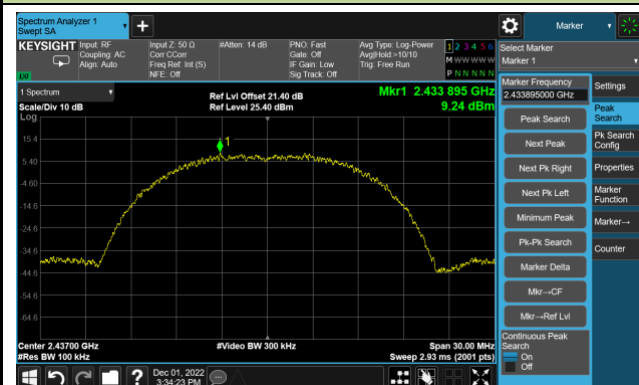 Spectrum Analyzer 1
Swept SA
Marker
KEYSIGHT
Input: RF
Coupling: AC
Align: Auto
Input Z: 50 Ω
Corr CCorr
Freq Ref: Int (S)
NFE: Off
#Atten: 14 dB
PNO: Fast
Gate: Off
IF Gain: Low
Sig Track: Off
Avg Type: Log-Power
Avg|Hold:>10/10
Trig: Free Run
1 2 3 4 5 6
M W W W W W
P N N N N N
LXI
Select Marker
Marker 1
1 Spectrum
Scale/Div 10 dB
Log
Ref Lvl Offset 21.40 dB
Ref Level 25.40 dBm
Mkr1 2.433 895 GHz
9.24 dBm
1
15.4
5.40
-4.60
-14.6
-24.6
-34.6
-44.6
-54.6
-64.6
Center 2.43700 GHz
#Res BW 100 kHz
#Video BW 300 kHz
Span 30.00 MHz
Sweep 2.93 ms (2001 pts)
Marker Frequency
2.433895000 GHz
Peak Search
Next Peak
Next Pk Right
Next Pk Left
Minimum Peak
Pk-Pk Search
Marker Delta
Mkr→CF
Mkr→Ref Lvl
Continuous Peak
Search
On
Off
Settings
Peak
Search
Pk Search
Config
Properties
Marker
Function
Marker→
Counter
Dec 01, 2022
3:34:23 PM